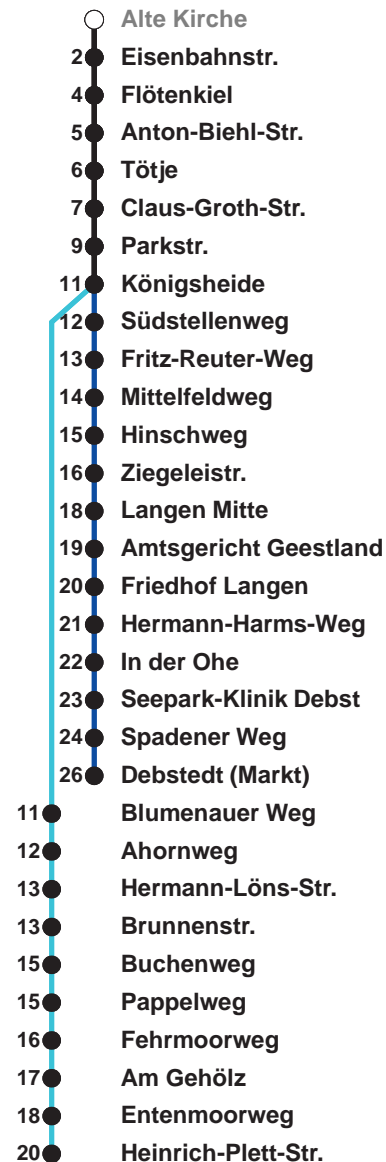 Alte Kirche
2 Eisenbahnstr.
4 Flötenkiel
5 Anton-Biehl-Str.
6 Tötje
7 Claus-Groth-Str.
9 Parkstr.
11 Königsheide
12 Südstellenweg
13 Fritz-Reuter-Weg
14 Mittelfeldweg
15 Hinschweg
16 Ziegeleistr.
18 Langen Mitte
19 Amtsgericht Geestland
20 Friedhof Langen
21 Hermann-Harms-Weg
22 In der Ohe
23 Seepark-Klinik Debst
24 Spadener Weg
26 Debstedt (Markt)
11 Blumenauer Weg
12 Ahornweg
13 Hermann-Löns-Str.
13 Brunnenstr.
15 Buchenweg
15 Pappelweg
16 Fehrmoorweg
17 Am Gehölz
18 Entenmoorweg
20 Heinrich-Plett-Str.